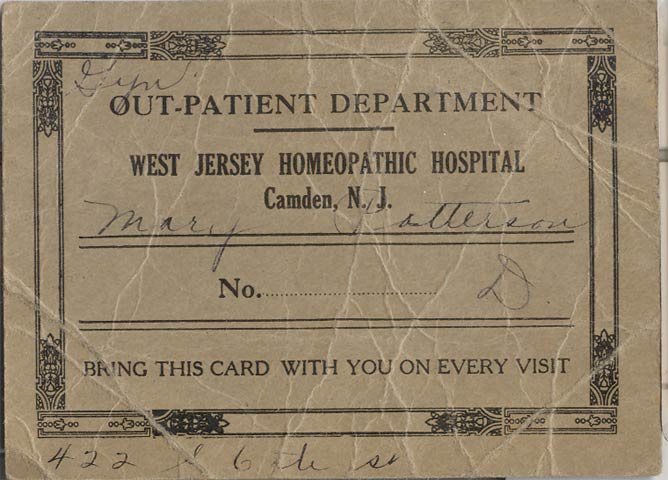 Gyn
OUT-PATIENT DEPARTMENT
WEST JERSEY HOMEOPATHIC HOSPITAL
Camden, N. J.
Mary Patterson
No. D
BRING THIS CARD WITH YOU ON EVERY VISIT
422 S 6th st